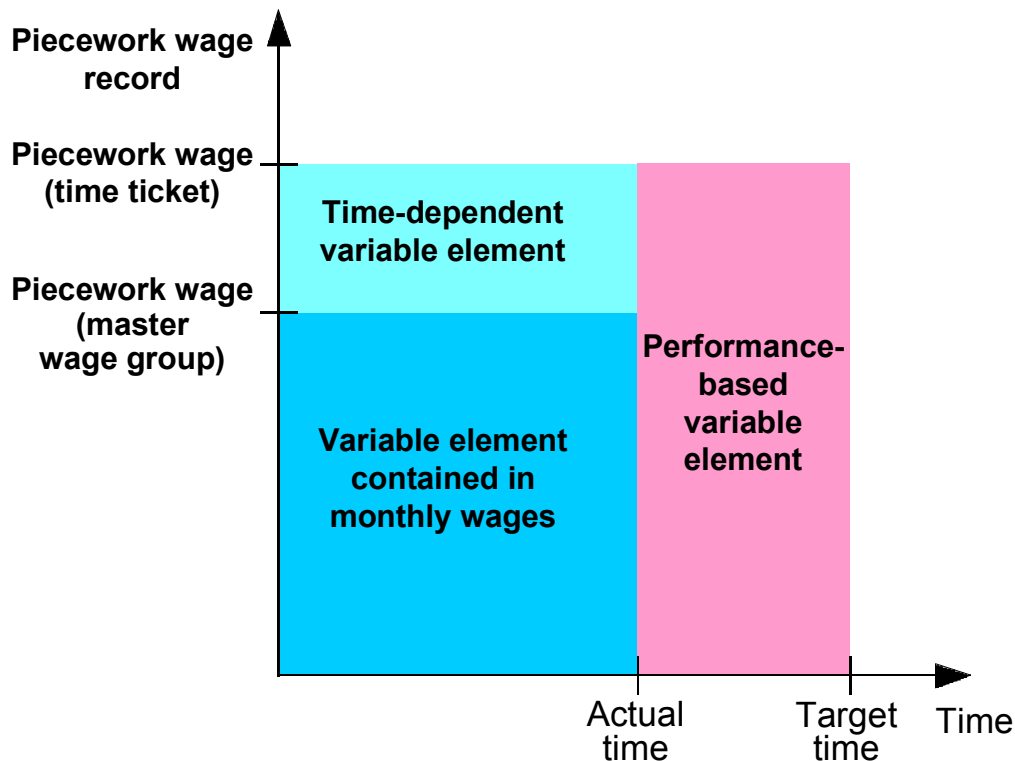 Piecework wage
record
Piecework wage
(time ticket)
Time-dependent
variable element
Piecework wage
(master
wage group)
Performance-
based
variable
element
Variable element
contained in
monthly wages
Actual
time
Target
time
Time